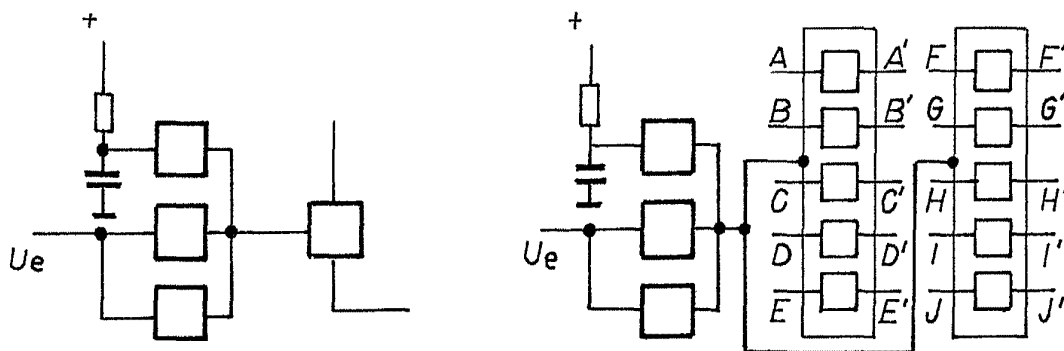 +
Ue
+
Ue
A A' F F'
B B' G G'
C C' H H'
D D' I I'
E E' J J'